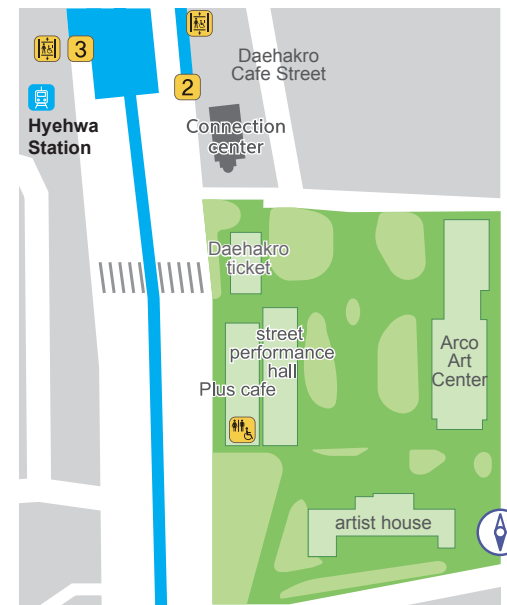 3
2
Daehakro
Cafe Street
Hyehwa
Station
Connection
center
Daehakro
ticket
street
performance
hall
Plus cafe
Arco
Art
Center
artist house